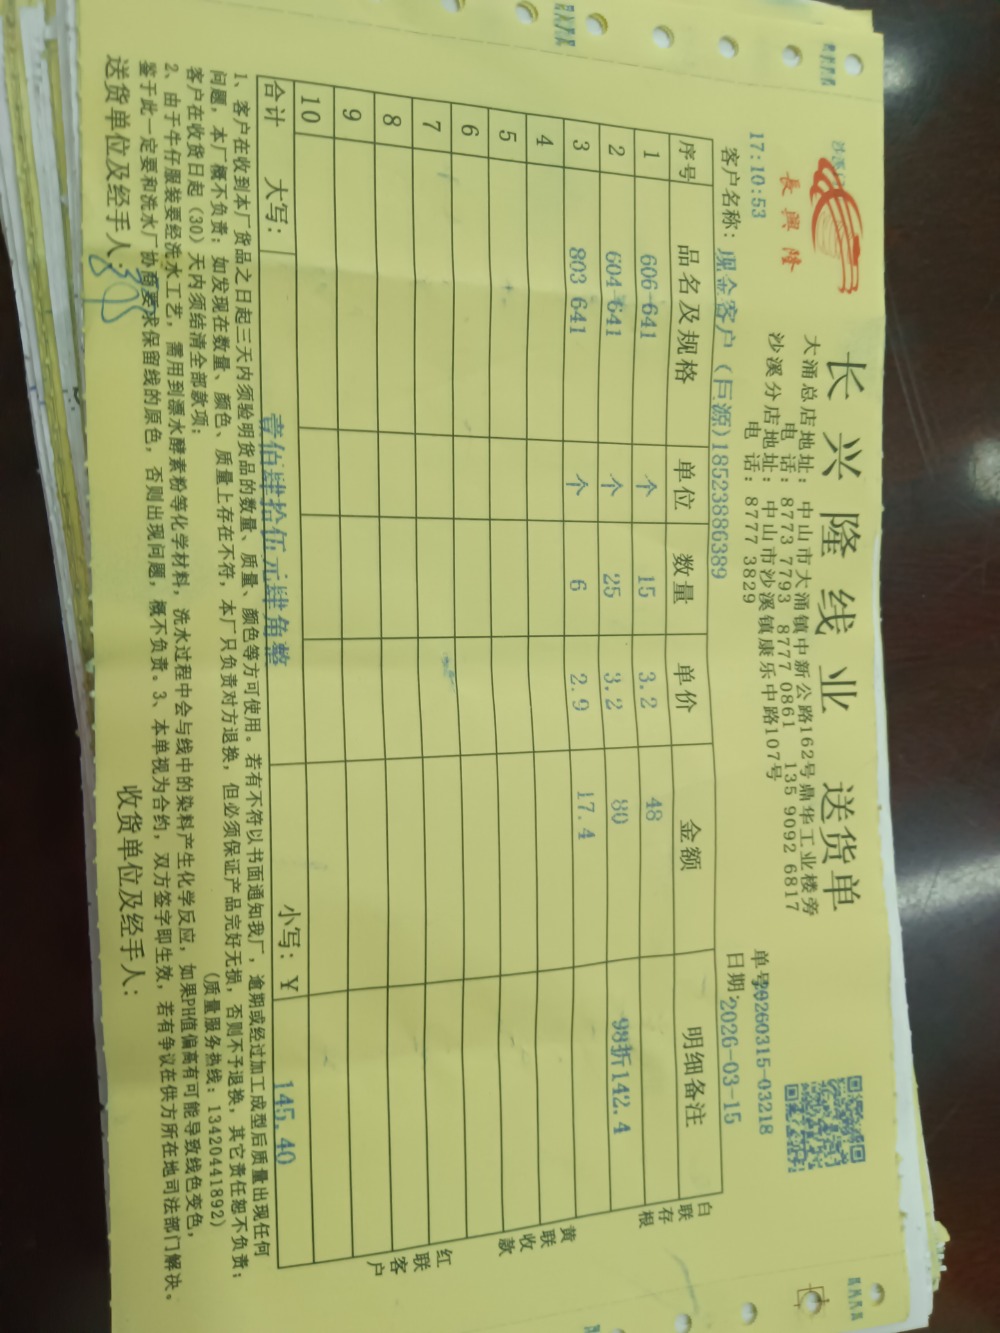 長興隆
长兴隆线业 送货单
大涌总店地址：中山市大涌镇中新公路162号鼎华工业楼旁
电 话：8773 7793 8777 0861 135 9092 6817
沙溪分店地址：中山市沙溪镇康乐中路107号
电 话：8777 3829
17:10:53
单号20260315-03218
客户名称：现金客户（巨源)18523886389
日期：2026-03-15
序号 品名及规格 单位 数量 单价 金额 明细备注
1 606-641 个 15 3.2 48
2 604-641 个 25 3.2 80 98折142.4
3 803 641 个 6 2.9 17.4
4
5
6
7
8
9
10
合计 大写： 壹佰肆拾伍元肆角整 小写：￥ 145.40
白联存根
黄联收款
红联客户
1、客户在收到本厂货品之日起三天内须验明货品的数量、质量、颜色等方可使用。若有不符以书面通知我厂，逾期或经过加工成型后质量出现任何
问题，本厂概不负责；如发现在数量、颜色、质量上存在不符，本厂只负责对方退换，但必须保证产品完好无损，否则不予退换，其它责任恕不负责；
客户在收货日起（30）天内须结清全部款项； （质量服务热线：13420441892）
2、由于牛仔服装要经洗水工艺，需用到漂水酵素粉等化学材料，洗水过程中会与线中的染料产生化学反应，如果PH值偏高有可能导致线色变色，
鉴于此一定要和洗水厂协商要求保留线的原色，否则出现问题，概不负责。3、本单视为合约，双方签字即生效，若有争议在供方所在地司法部门解决。
送货单位及经手人： 收货单位及经手人：